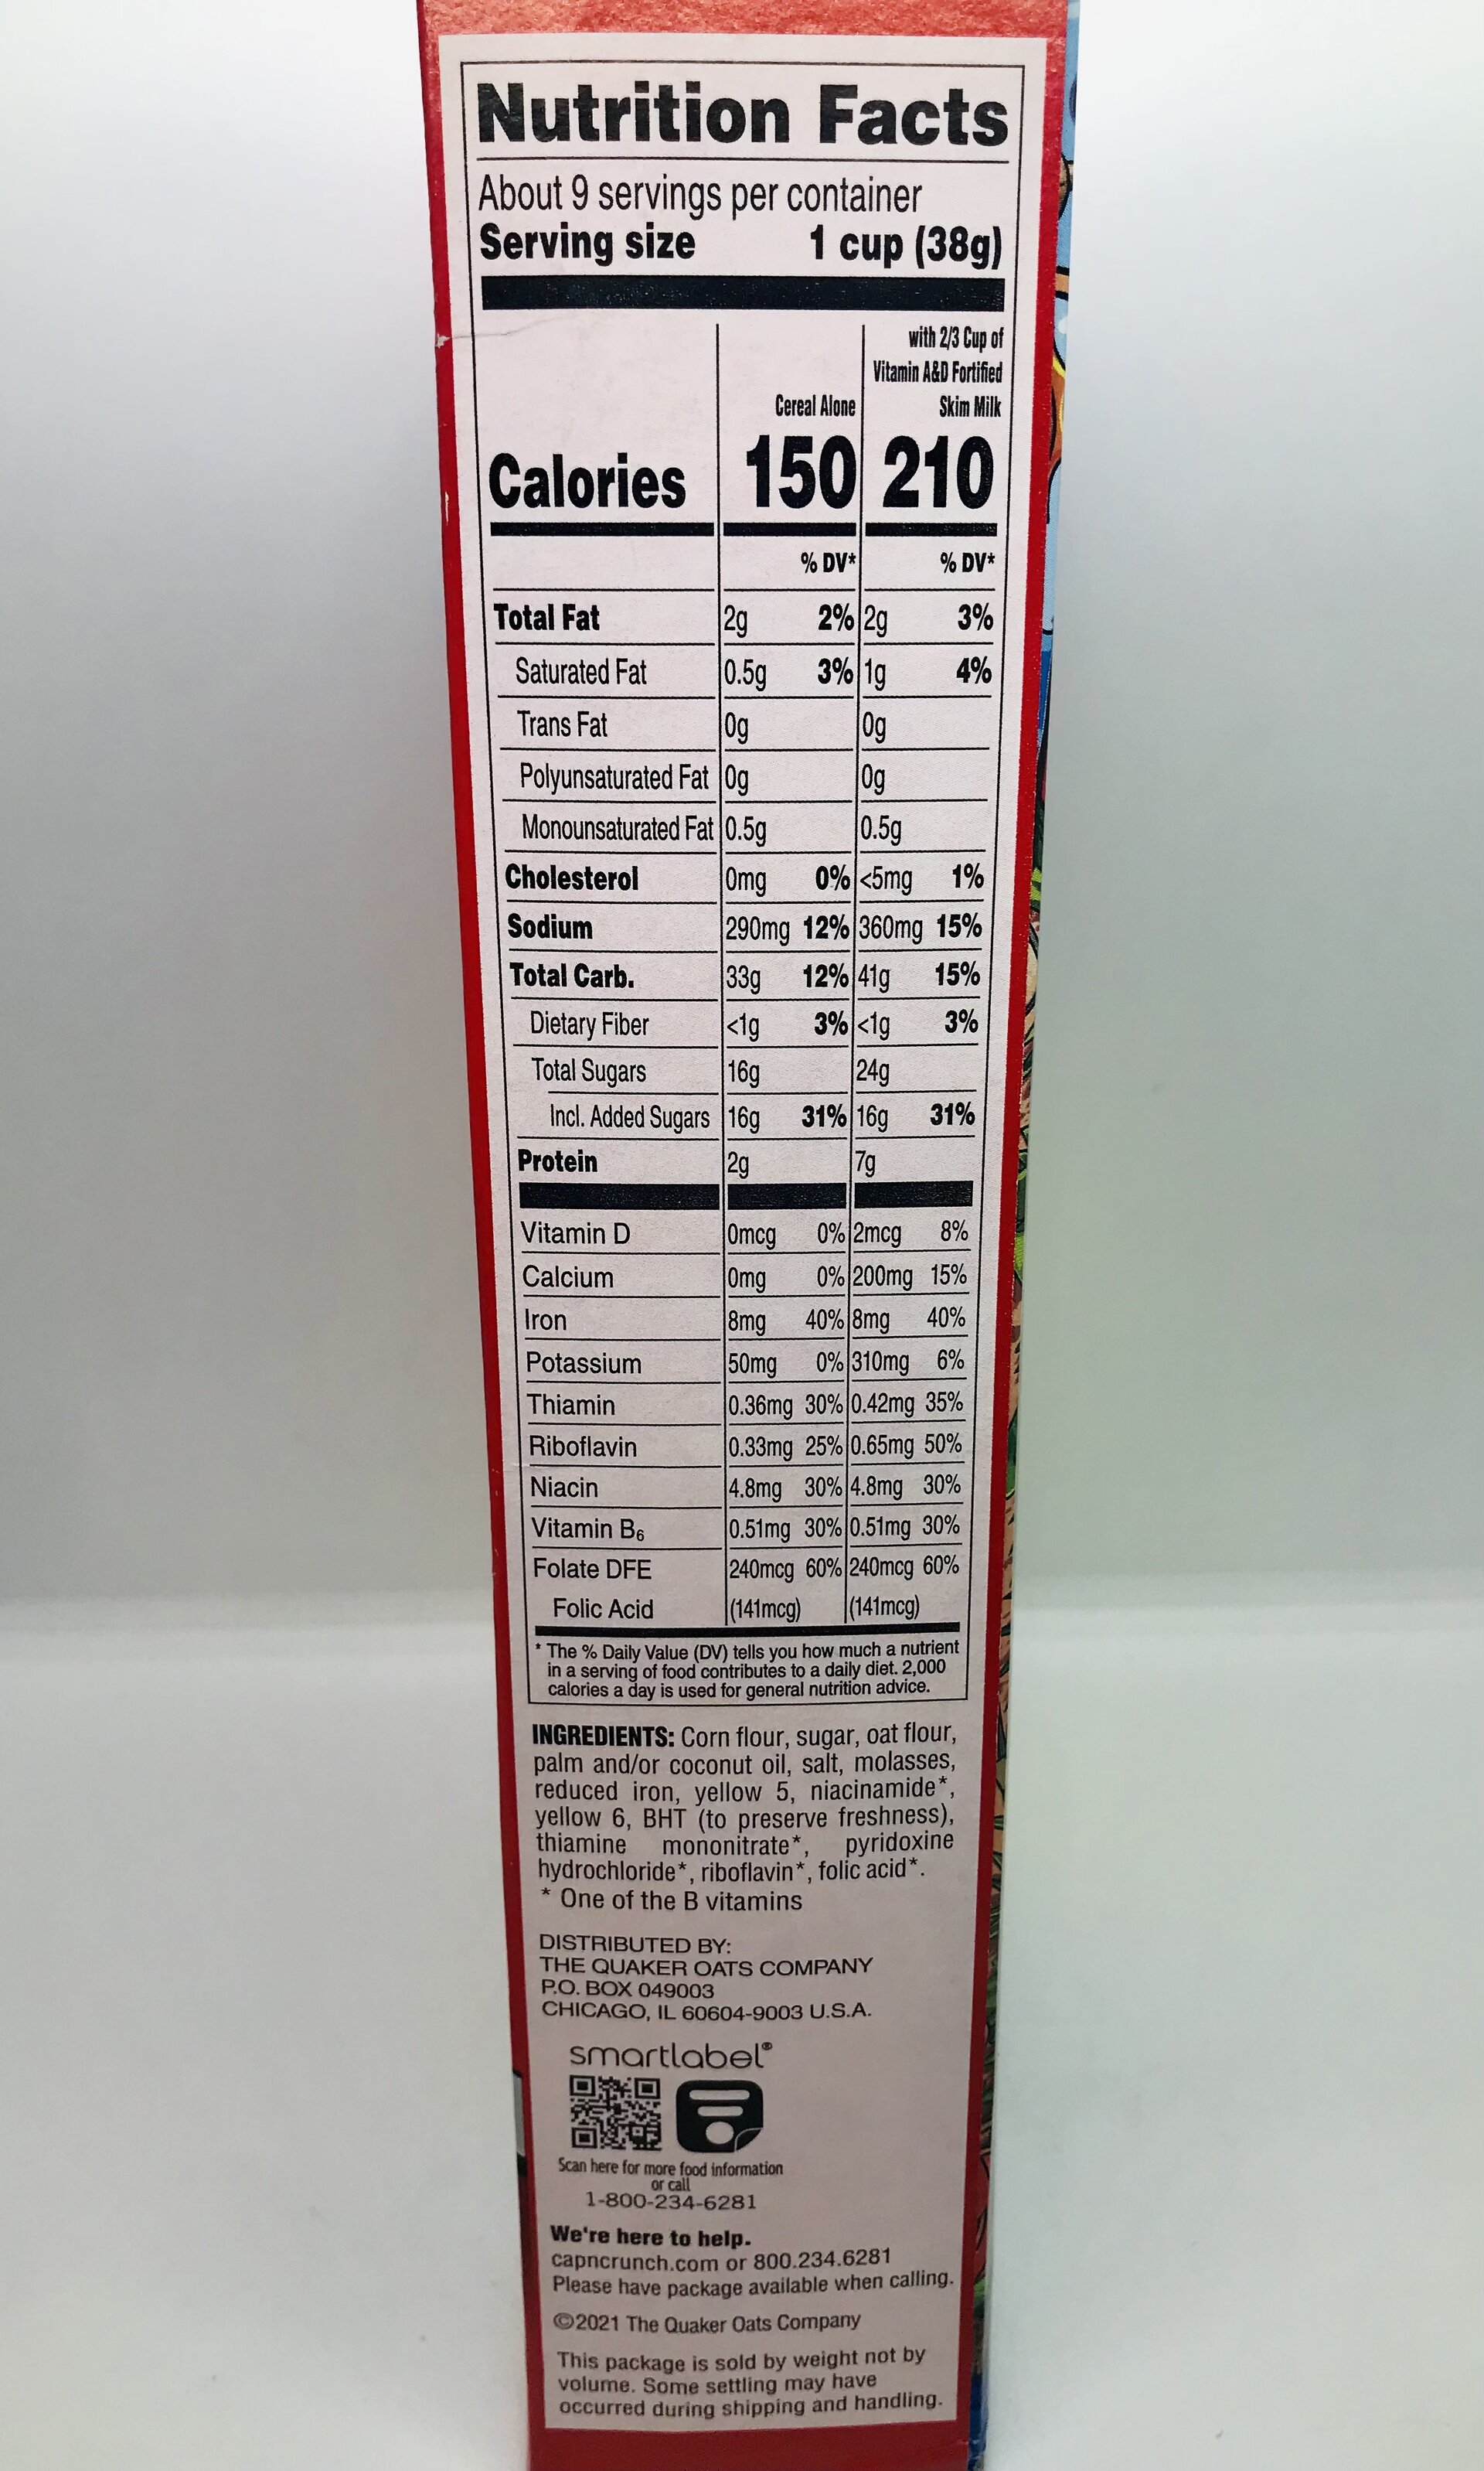 Nutrition Facts
About 9 servings per container
Serving size 1 cup (38g)
with 2/3 Cup of
Vitamin A&D Fortified
Cereal Alone Skim Milk
Calories 150 210
% DV* % DV*
Total Fat 2g 2% 2g 3%
Saturated Fat 0.5g 3% 1g 4%
Trans Fat 0g 0g
Polyunsaturated Fat 0g 0g
Monounsaturated Fat 0.5g 0.5g
Cholesterol 0mg 0% <5mg 1%
Sodium 290mg 12% 360mg 15%
Total Carb. 33g 12% 41g 15%
Dietary Fiber <1g 3% <1g 3%
Total Sugars 16g 24g
Incl. Added Sugars 16g 31% 16g 31%
Protein 2g 7g
Vitamin D 0mcg 0% 2mcg 8%
Calcium 0mg 0% 200mg 15%
Iron 8mg 40% 8mg 40%
Potassium 50mg 0% 310mg 6%
Thiamin 0.36mg 30% 0.42mg 35%
Riboflavin 0.33mg 25% 0.65mg 50%
Niacin 4.8mg 30% 4.8mg 30%
Vitamin B6 0.51mg 30% 0.51mg 30%
Folate DFE 240mcg 60% 240mcg 60%
Folic Acid (141mcg) (141mcg)
* The % Daily Value (DV) tells you how much a nutrient
in a serving of food contributes to a daily diet. 2,000
calories a day is used for general nutrition advice.
INGREDIENTS: Corn flour, sugar, oat flour,
palm and/or coconut oil, salt, molasses,
reduced iron, yellow 5, niacinamide*,
yellow 6, BHT (to preserve freshness),
thiamine mononitrate*, pyridoxine
hydrochloride*, riboflavin*, folic acid*.
* One of the B vitamins
DISTRIBUTED BY:
THE QUAKER OATS COMPANY
P.O. BOX 049003
CHICAGO, IL 60604-9003 U.S.A.
smartlabel®
Scan here for more food information
or call
1-800-234-6281
We're here to help.
capncrunch.com or 800.234.6281
Please have package available when calling.
©2021 The Quaker Oats Company
This package is sold by weight not by
volume. Some settling may have
occurred during shipping and handling.